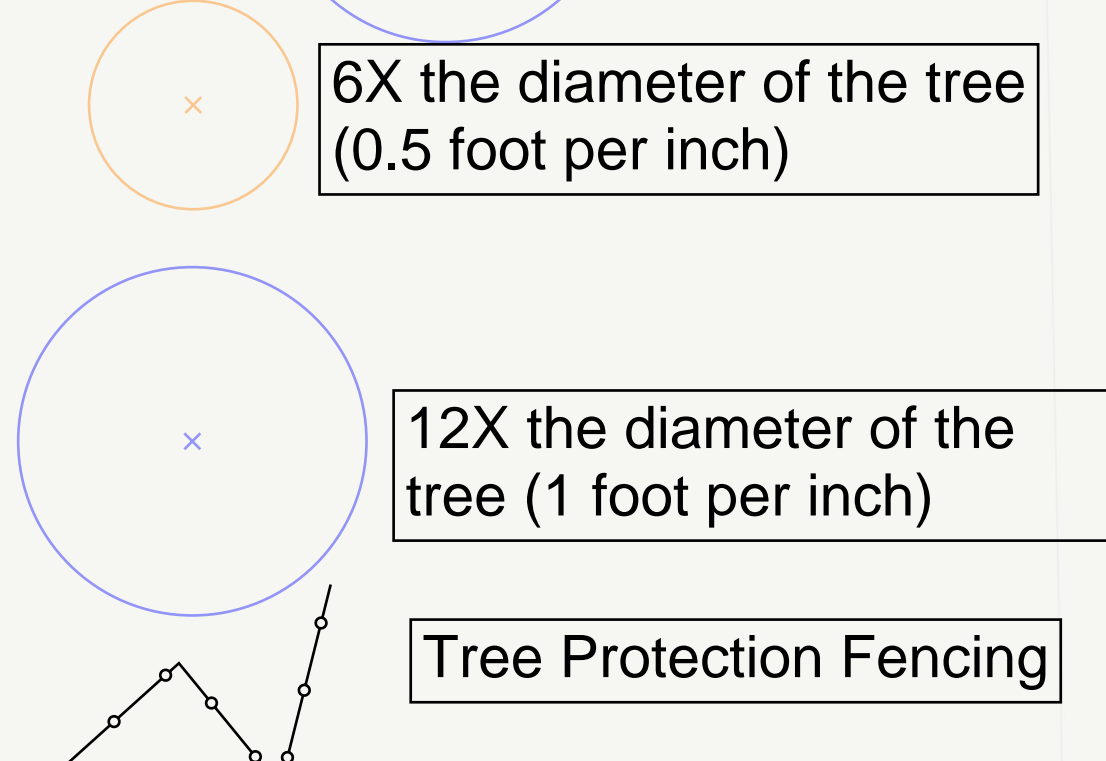 6X the diameter of the tree
(0.5 foot per inch)
12X the diameter of the
tree (1 foot per inch)
Tree Protection Fencing